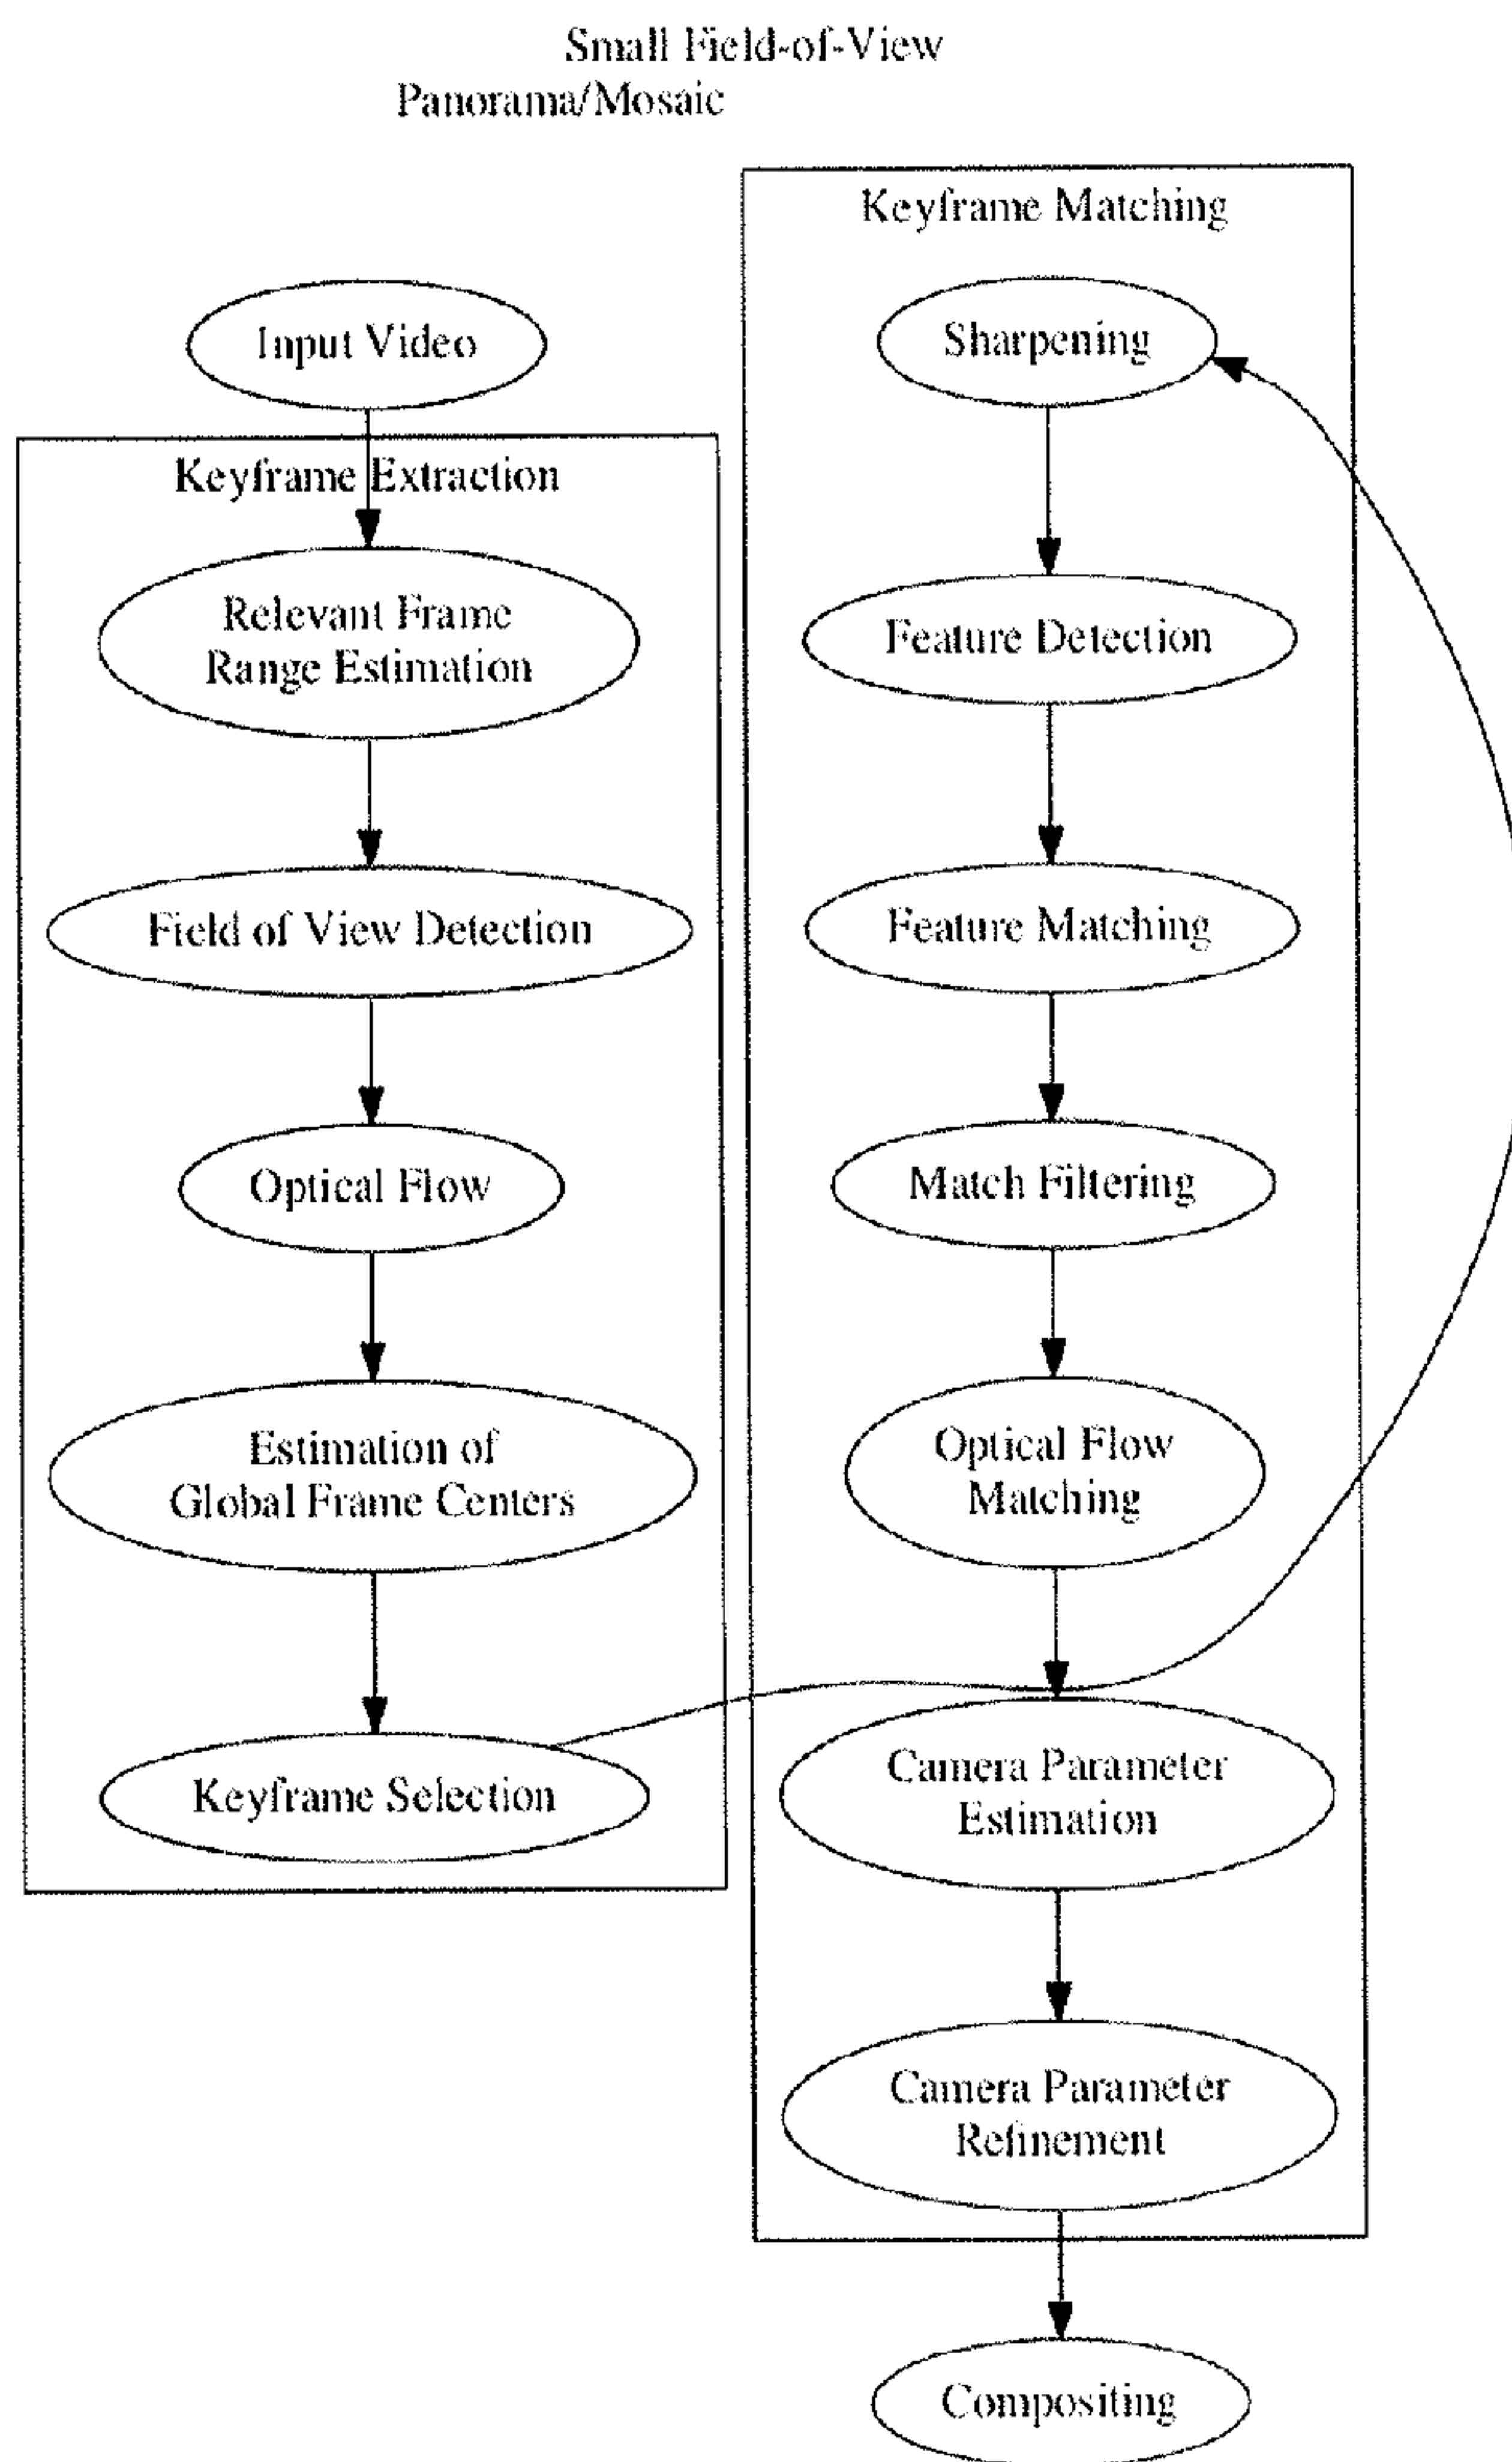 Small Field-of-View
Panorama/Mosaic
Input Video
Keyframe Extraction
Relevant Frame
Range Estimation
Field of View Detection
Optical Flow
Estimation of
Global Frame Centers
Keyframe Selection
Keyframe Matching
Sharpening
Feature Detection
Feature Matching
Match Filtering
Optical Flow
Matching
Camera Parameter
Estimation
Camera Parameter
Refinement
Compositing